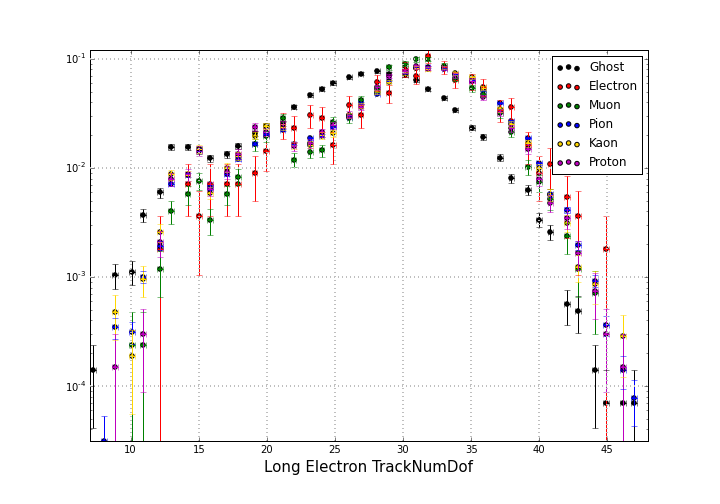 10⁻¹
10⁻²
10⁻³
10⁻⁴
Ghost
Electron
Muon
Pion
Kaon
Proton
10 15 20 25 30 35 40 45
Long Electron TrackNumDof